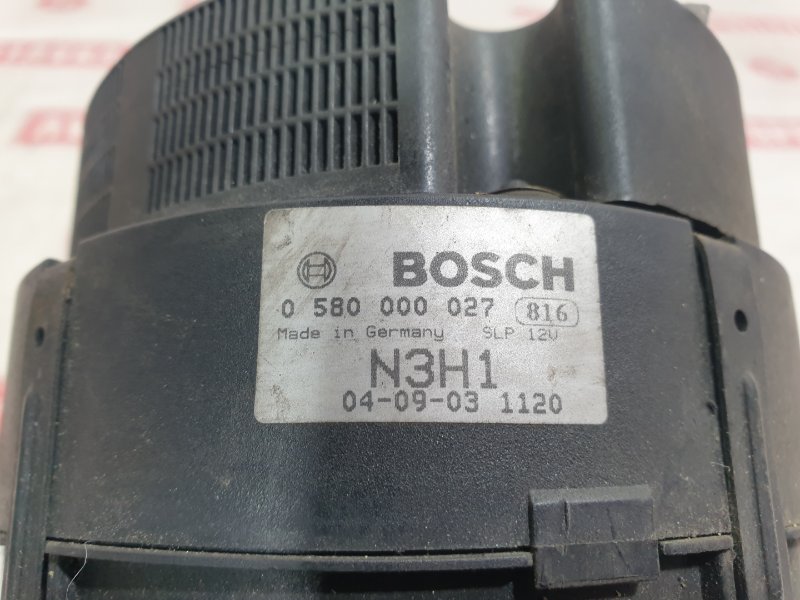 BOSCH
0 580 000 027 816
Made in Germany SLP 12V
N3H1
04-09-03 1120